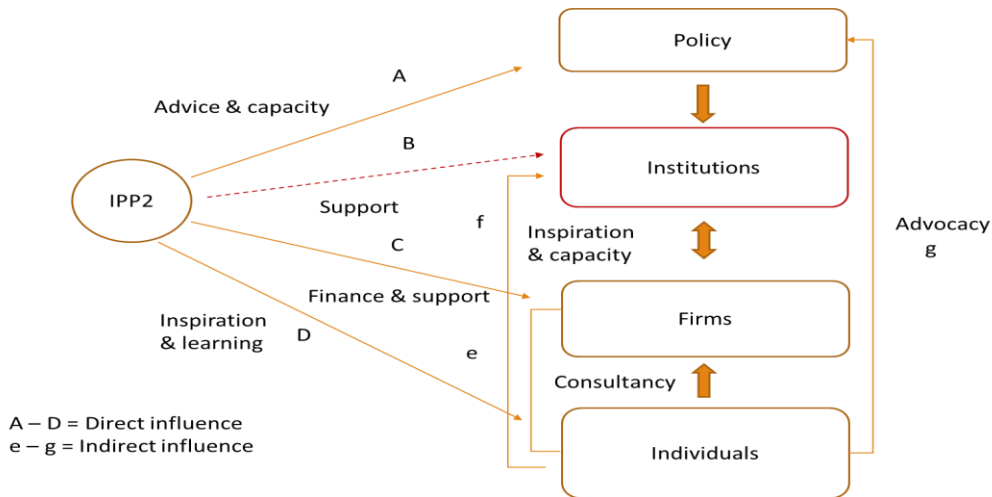 Policy
A
Advice & capacity
B
Institutions
IPP2
Support
f
Advocacy
g
C
Inspiration
& capacity
Finance & support
Firms
Inspiration
& learning
D
e
Consultancy
A – D = Direct influence
e – g = Indirect influence
Individuals